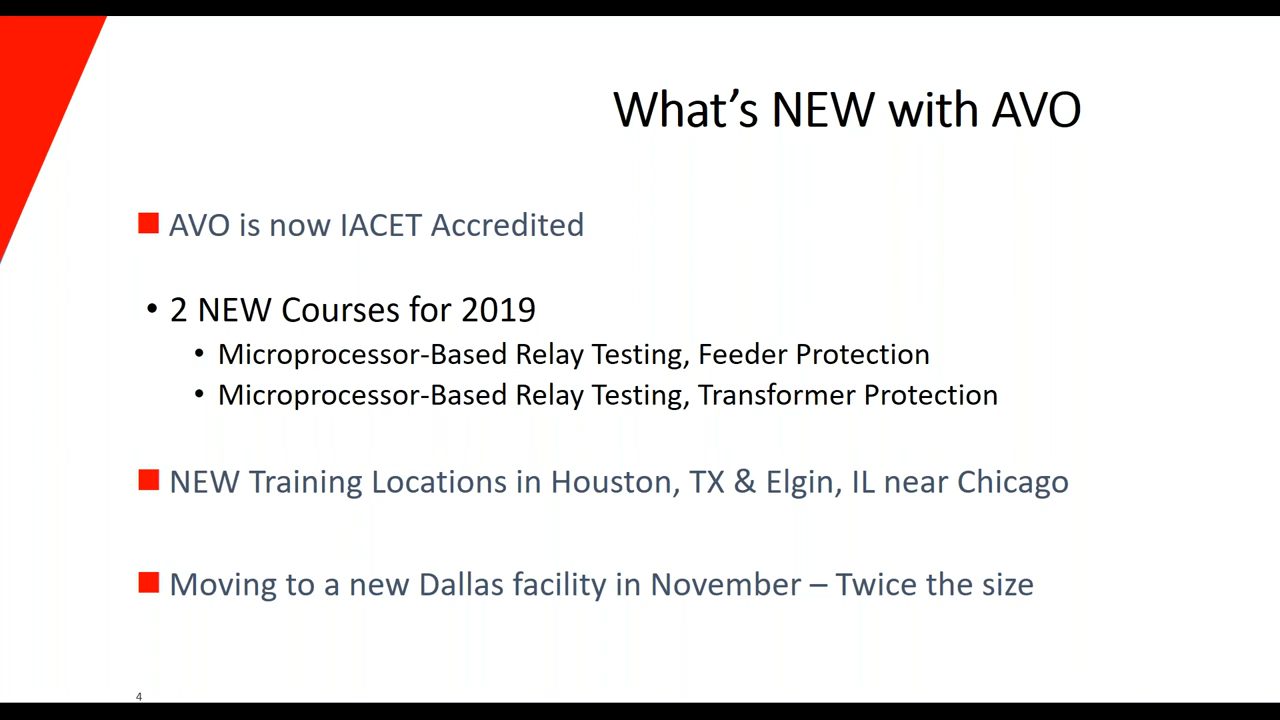 What’s NEW with AVO
AVO is now IACET Accredited
• 2 NEW Courses for 2019
• Microprocessor-Based Relay Testing, Feeder Protection
• Microprocessor-Based Relay Testing, Transformer Protection
NEW Training Locations in Houston, TX & Elgin, IL near Chicago
Moving to a new Dallas facility in November – Twice the size
4